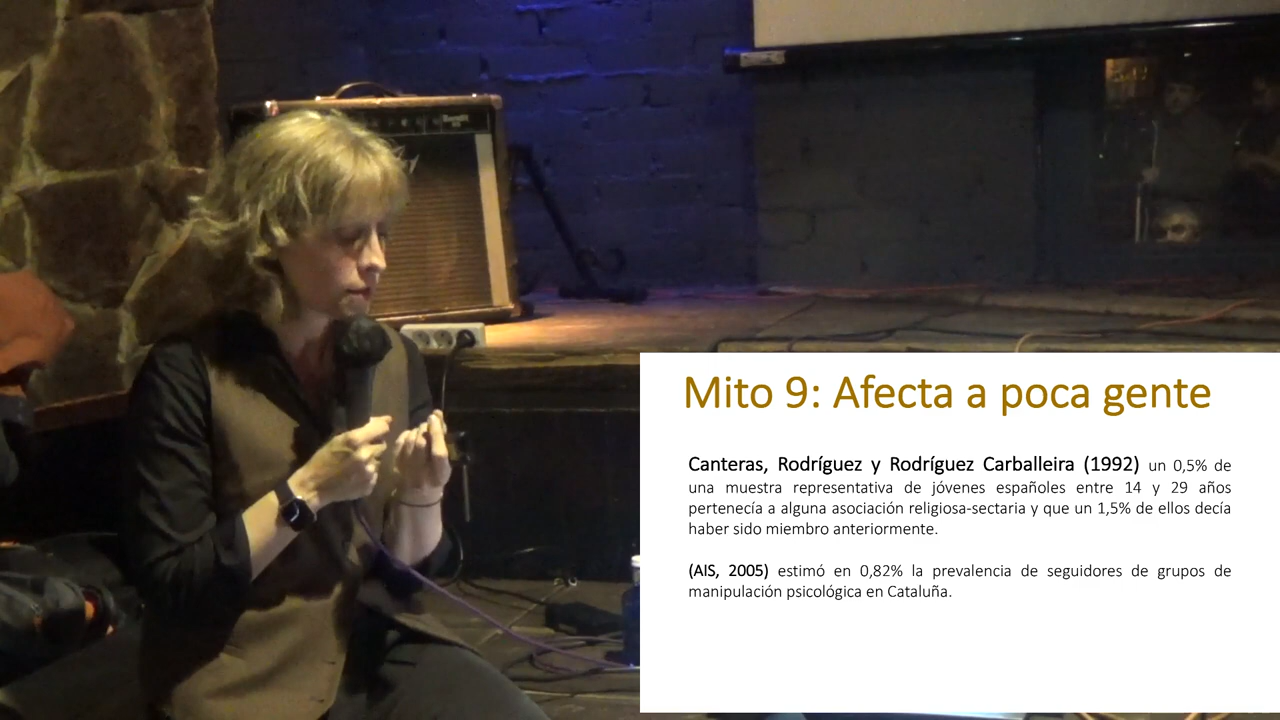 Mito 9: Afecta a poca gente
Canteras, Rodríguez y Rodríguez Carballeira (1992) un 0,5% de
una muestra representativa de jóvenes españoles entre 14 y 29 años
pertenecía a alguna asociación religiosa-sectaria y que un 1,5% de ellos decía
haber sido miembro anteriormente.
(AIS, 2005) estimó en 0,82% la prevalencia de seguidores de grupos de
manipulación psicológica en Cataluña.